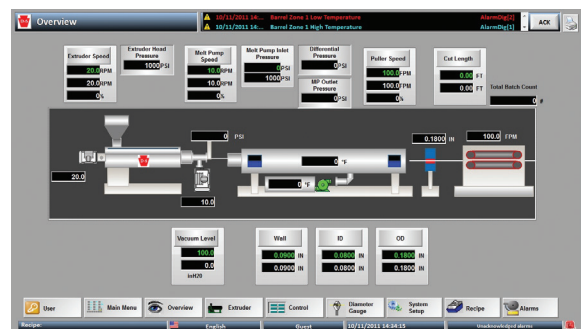 Overview
10/11/2011 14:... Barrel Zone 1 Low Temperature AlarmDig[2]
10/11/2011 14:... Barrel Zone 1 High Temperature AlarmDig[1]
ACK
Extruder Speed
20.0 RPM
20.0 RPM
0 %
Extruder Head
Pressure
1000 PSI
Melt Pump
Speed
10.0 RPM
10.0 RPM
0 %
Melt Pump Inlet
Pressure
0 PSI
1000 PSI
Differential
Pressure
0 PSI
MP Outlet
Pressure
0 PSI
Puller Speed
100.0 FPM
100.0 FPM
0 %
Cut Length
0.00 FT
0.00 FT
Total Batch Count
0 #
0 PSI
0.1800 IN
100.0 FPM
0 °F
20.0
0 °F
10.0
Vacuum Level
100.0
0.0
inH20
Wall
0.0900 IN
0.0900 IN
ID
0.0800 IN
0.0800 IN
OD
0.1800 IN
0.1800 IN
User
Main Menu
Overview
Extruder
Control
Diameter
Gauge
System
Setup
Recipe
Alarms
Recipe: English Guest 10/11/2011 14:34:15 Unacknowledged alarms